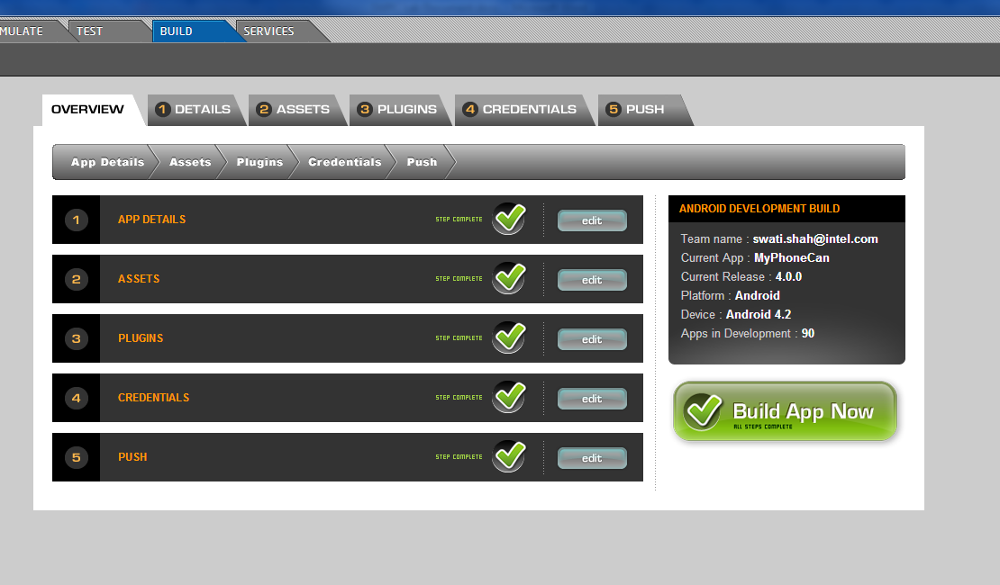 MULATE TEST BUILD SERVICES
OVERVIEW 1 DETAILS 2 ASSETS 3 PLUGINS 4 CREDENTIALS 5 PUSH
App Details Assets Plugins Credentials Push
1 APP DETAILS STEP COMPLETE edit
2 ASSETS STEP COMPLETE edit
3 PLUGINS STEP COMPLETE edit
4 CREDENTIALS STEP COMPLETE edit
5 PUSH STEP COMPLETE edit
ANDROID DEVELOPMENT BUILD
Team name : swati.shah@intel.com
Current App : MyPhoneCan
Current Release : 4.0.0
Platform : Android
Device : Android 4.2
Apps in Development : 90
Build App Now
ALL STEPS COMPLETE